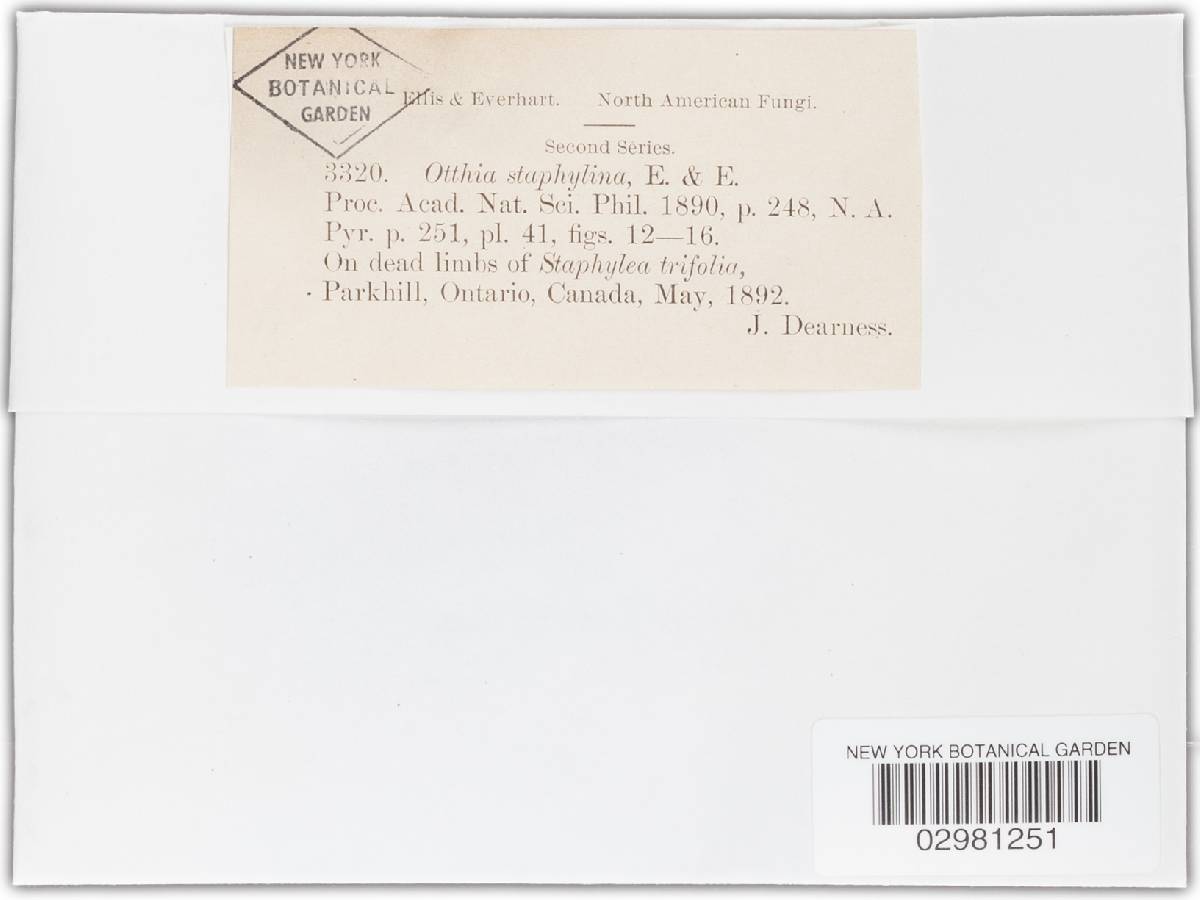 NEW YORK
BOTANICAL
GARDEN
Ellis & Everhart. North American Fungi.
Second Series.
3320. Otthia staphylina, E. & E.
Proc. Acad. Nat. Sci. Phil. 1890, p. 248, N. A.
Pyr. p. 251, pl. 41, figs. 12—16.
On dead limbs of Staphylea trifolia,
Parkhill, Ontario, Canada, May, 1892.
J. Dearness.
NEW YORK BOTANICAL GARDEN
02981251